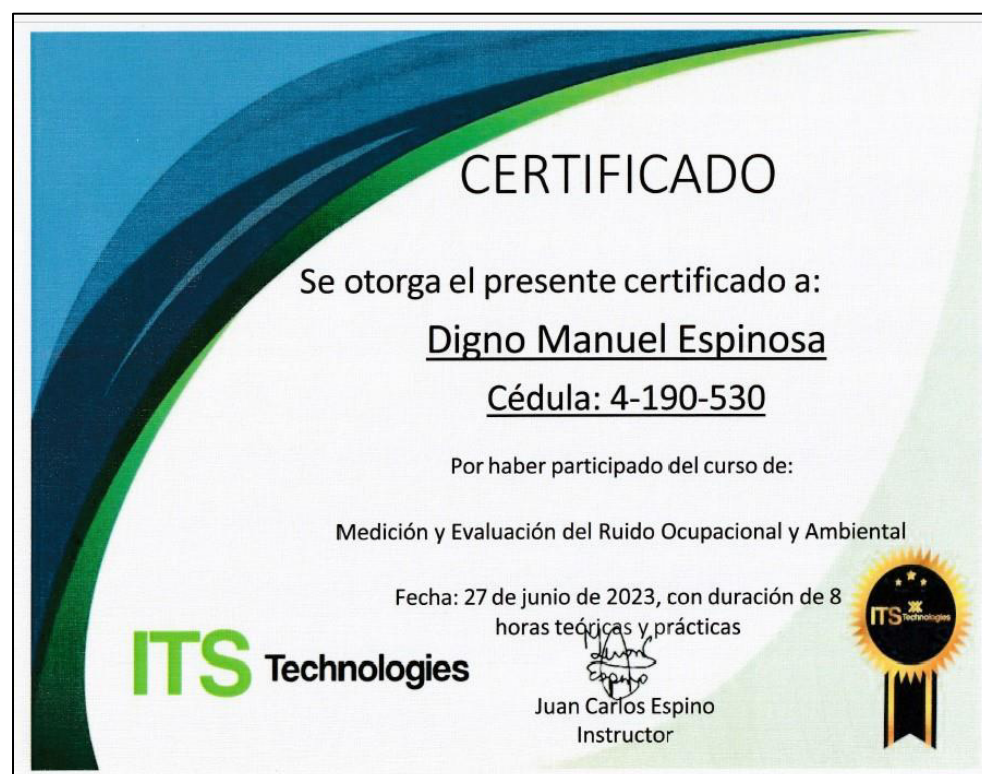 CERTIFICADO
Se otorga el presente certificado a:
Digno Manuel Espinosa
Cédula: 4-190-530
Por haber participado del curso de:
Medición y Evaluación del Ruido Ocupacional y Ambiental
Fecha: 27 de junio de 2023, con duración de 8
horas teóricas y prácticas
ITS Technologies
Juan Carlos Espino
Instructor
ITS Technologies